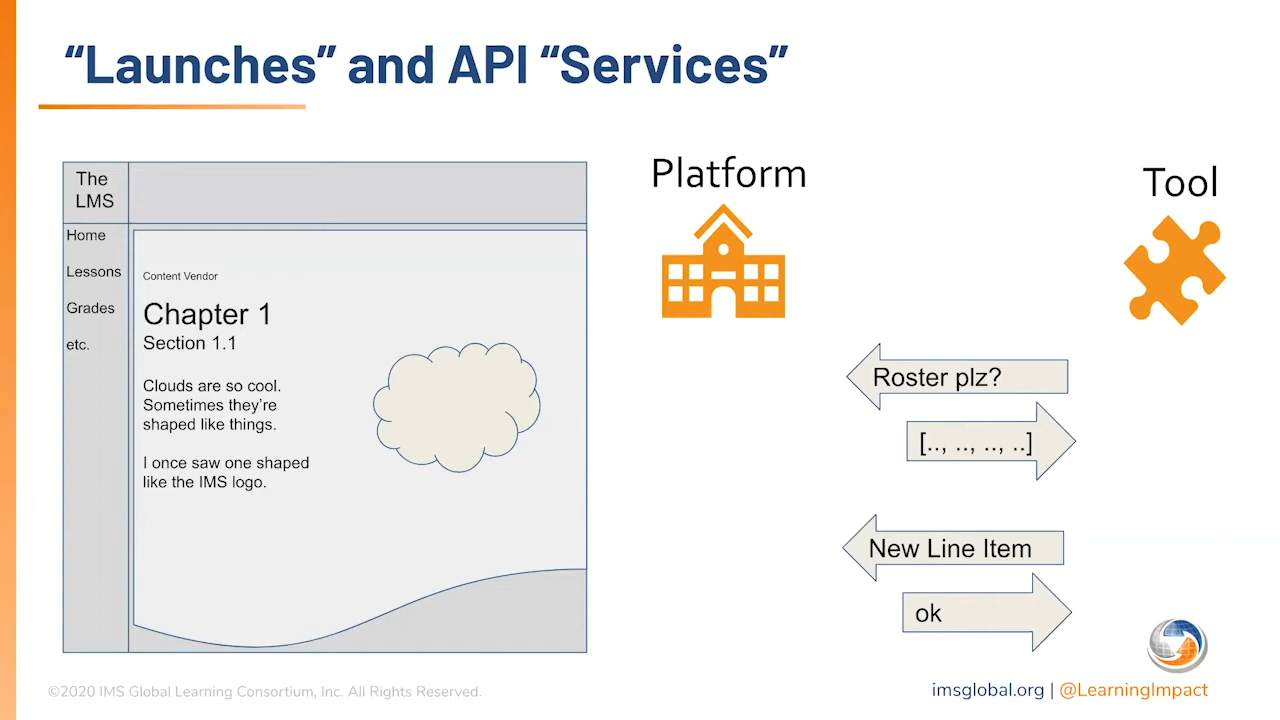 “Launches” and API “Services”
The
LMS
Home
Lessons
Grades
etc.
Content Vendor
Chapter 1
Section 1.1
Clouds are so cool.
Sometimes they’re
shaped like things.
I once saw one shaped
like the IMS logo.
Platform
Tool
Roster plz?
[.., .., .., ..]
New Line Item
ok
©2020 IMS Global Learning Consortium, Inc. All Rights Reserved.
imsglobal.org | @LearningImpact